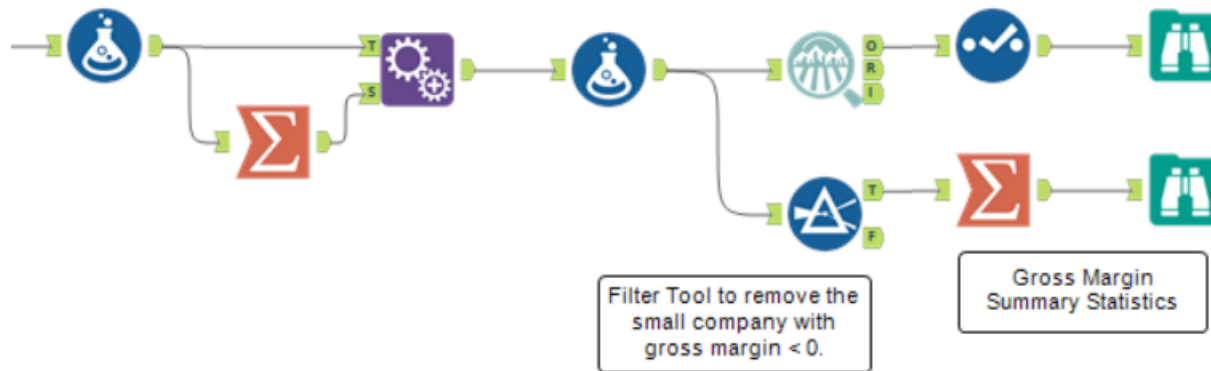 T
S
O
R
I
T
F
Filter Tool to remove the
small company with
gross margin < 0.
Gross Margin
Summary Statistics